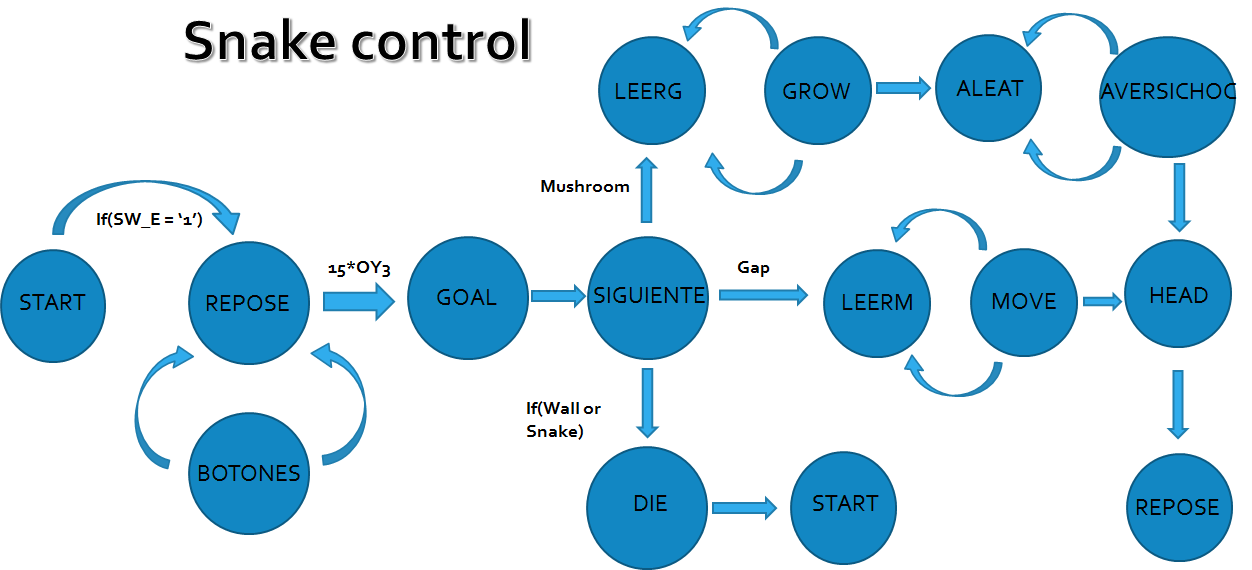 Snake control
LEERG
GROW
ALEAT
AVERSICHOC
Mushroom
If(SW_E = ‘1’)
15*OY3
Gap
START
REPOSE
GOAL
SIGUIENTE
LEERM
MOVE
HEAD
If(Wall or
Snake)
BOTONES
DIE
START
REPOSE